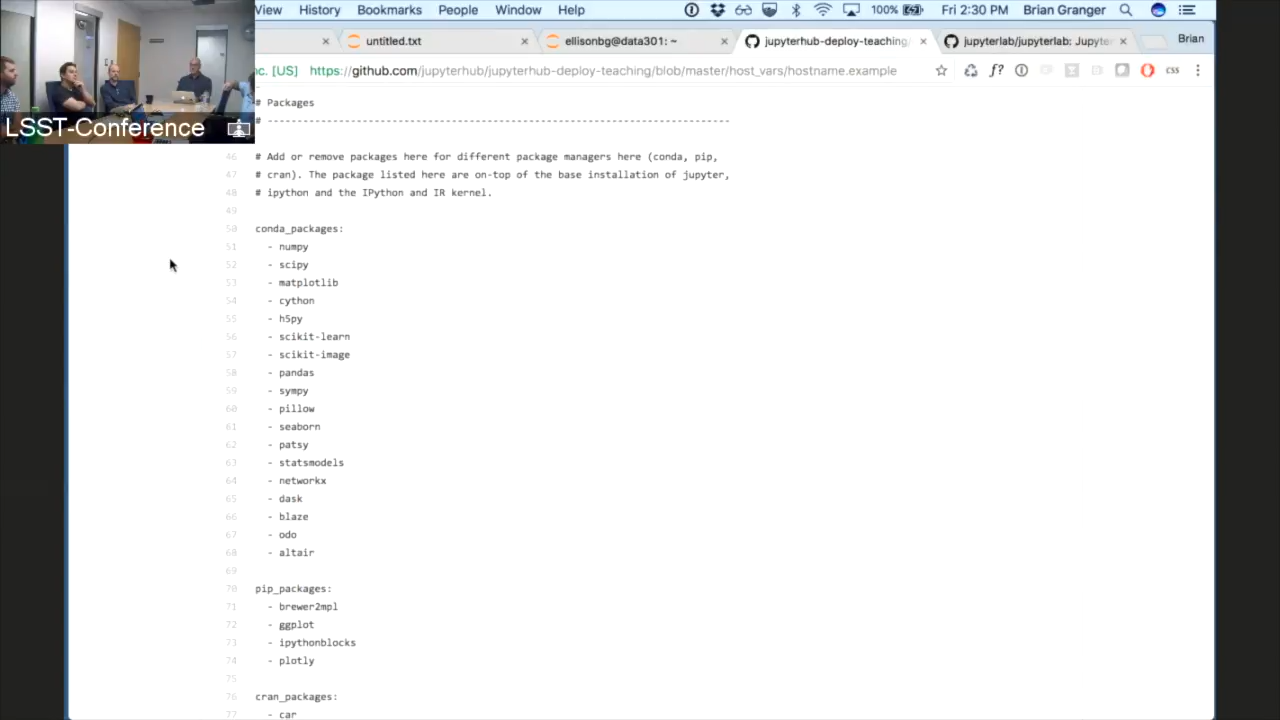 View History Bookmarks People Window Help 100% Fri 2:30 PM Brian Granger
untitled.txt ellisonbg@data301: ~ jupyterhub-deploy-teaching jupyterlab/jupyterlab: Jupyter Brian
nc. [US] https://github.com/jupyterhub/jupyterhub-deploy-teaching/blob/master/host_vars/hostname.example f? CSS
LSST-Conference
# Packages
# ------------------------------------------------------------------------------
46 # Add or remove packages here for different package managers here (conda, pip,
47 # cran). The package listed here are on-top of the base installation of jupyter,
48 # ipython and the IPython and IR kernel.
49
50 conda_packages:
51 - numpy
52 - scipy
53 - matplotlib
54 - cython
55 - h5py
56 - scikit-learn
57 - scikit-image
58 - pandas
59 - sympy
60 - pillow
61 - seaborn
62 - patsy
63 - statsmodels
64 - networkx
65 - dask
66 - blaze
67 - odo
68 - altair
69
70 pip_packages:
71 - brewer2mpl
72 - ggplot
73 - ipythonblocks
74 - plotly
75
76 cran_packages:
77 - car